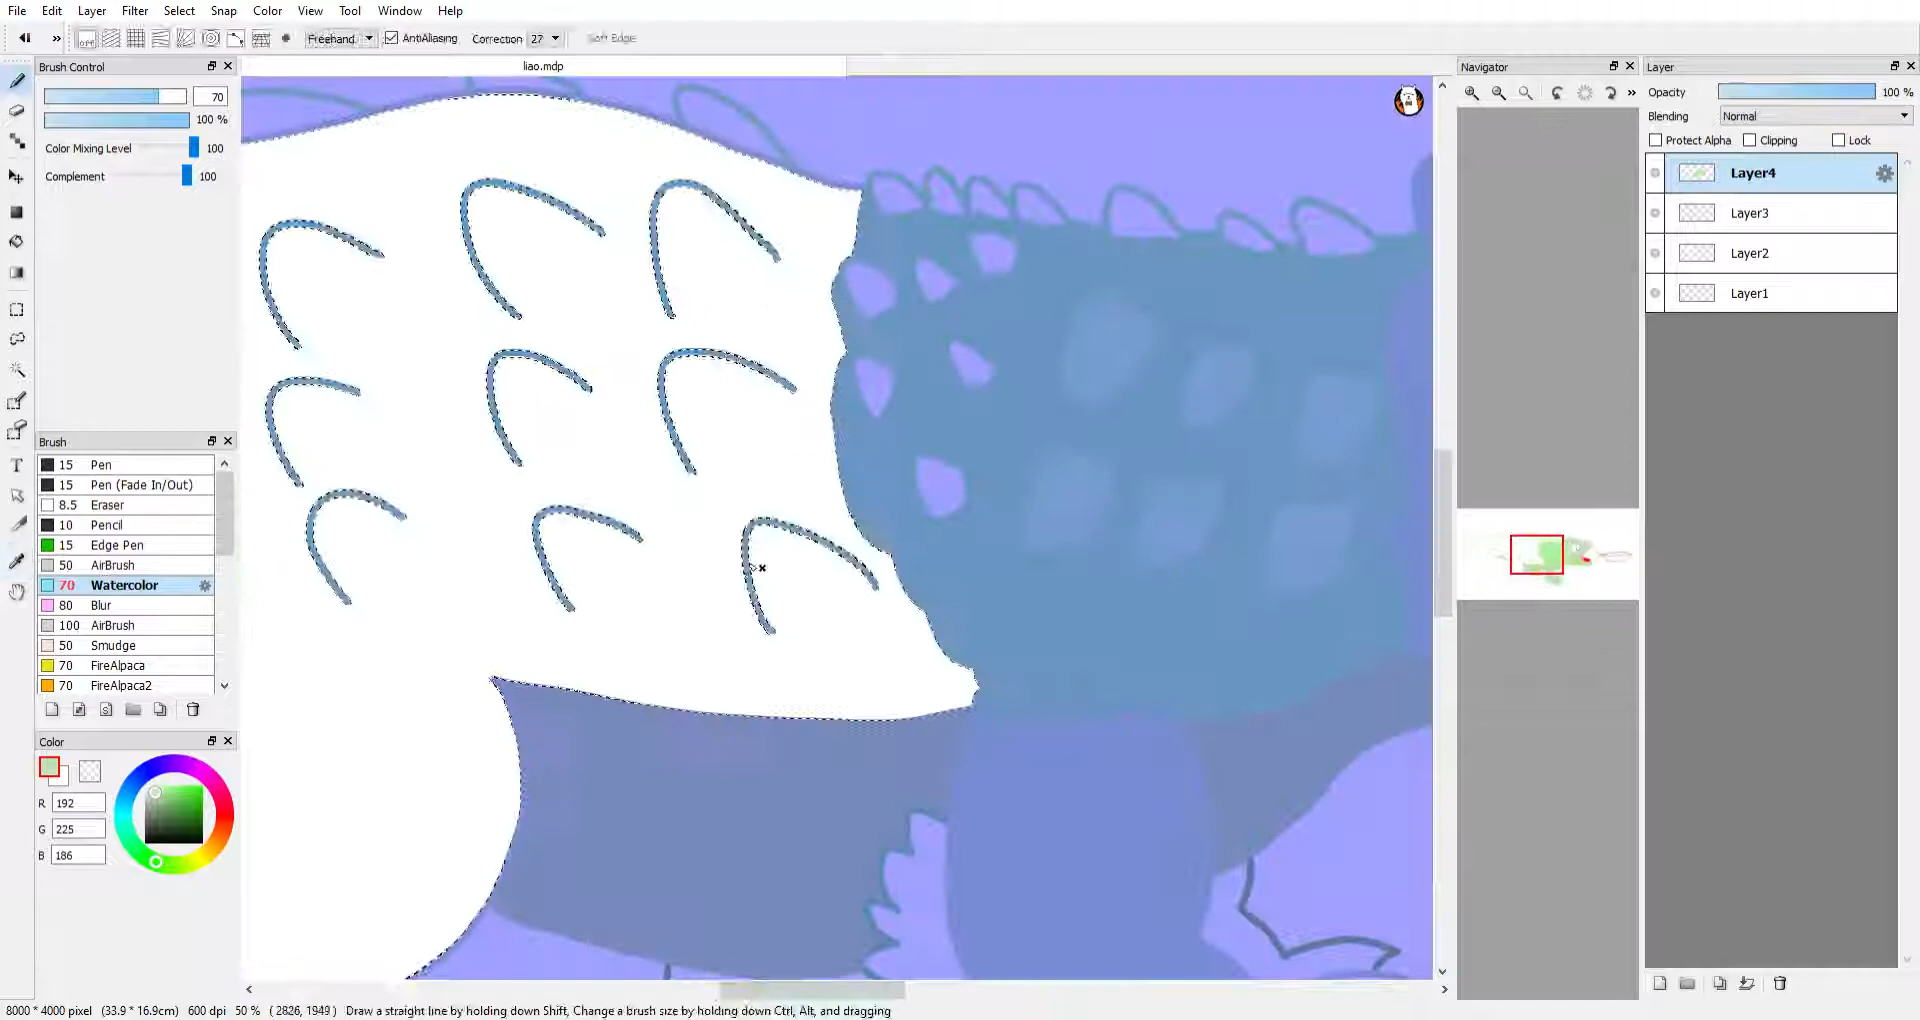 File Edit Layer Filter Select Snap Color View Tool Window Help
off Freehand AntiAliasing Correction 27 Soft Edge
Brush Control
liao.mdp
Navigator
Layer
70
100 %
Color Mixing Level 100
Complement 100
Opacity 100 %
Blending Normal
Protect Alpha Clipping Lock
Layer4
Layer3
Layer2
Layer1
Brush
15 Pen
15 Pen (Fade In/Out)
8.5 Eraser
10 Pencil
15 Edge Pen
50 AirBrush
70 Watercolor
80 Blur
100 AirBrush
50 Smudge
70 FireAlpaca
70 FireAlpaca2
Color
R 192
G 225
B 186
8000 * 4000 pixel (33.9 * 16.9cm) 600 dpi 50 % ( 2826, 1949 ) Draw a straight line by holding down Shift, Change a brush size by holding down Ctrl, Alt, and dragging